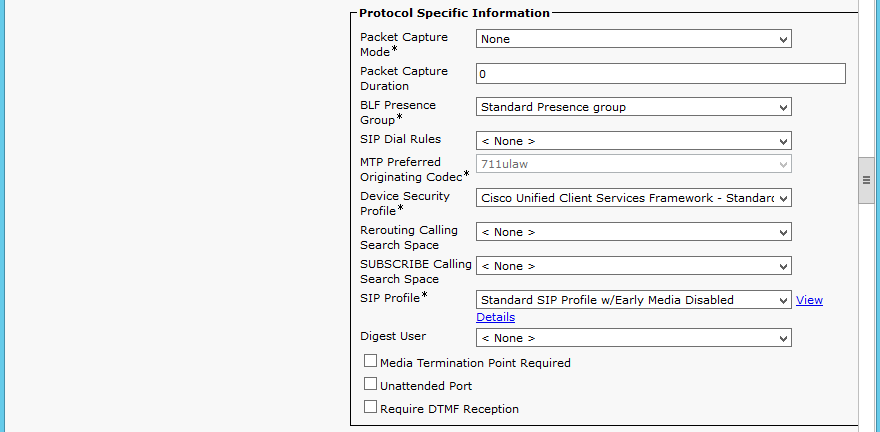 Protocol Specific Information
Packet Capture
Mode*
None
Packet Capture
Duration
0
BLF Presence
Group*
Standard Presence group
SIP Dial Rules
< None >
MTP Preferred
Originating Codec*
711ulaw
Device Security
Profile*
Cisco Unified Client Services Framework - Standard
Rerouting Calling
Search Space
< None >
SUBSCRIBE Calling
Search Space
< None >
SIP Profile*
Standard SIP Profile w/Early Media Disabled
View
Details
Digest User
< None >
Media Termination Point Required
Unattended Port
Require DTMF Reception